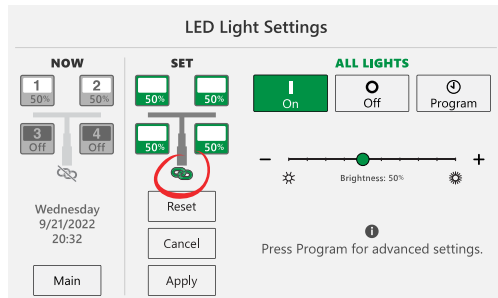 LED Light Settings
NOW
1
50%
2
50%
3
Off
4
Off
Wednesday
9/21/2022
20:32
Main
SET
50%
50%
50%
50%
Reset
Cancel
Apply
ALL LIGHTS
On
Off
Program
Brightness: 50%
Press Program for advanced settings.